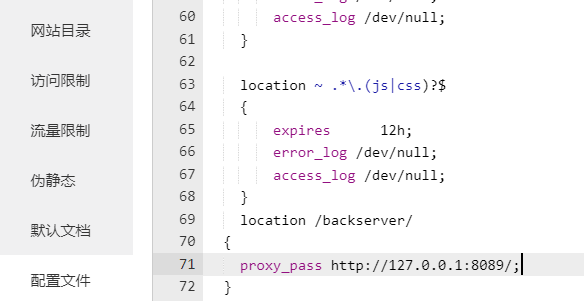 网站目录
访问限制
流量限制
伪静态
默认文档
配置文件
60 access_log /dev/null;
61 }
62
63 location ~ .*\.(js|css)?$
64 {
65 expires      12h;
66 error_log /dev/null;
67 access_log /dev/null;
68 }
69 location /backserver/
70 {
71 proxy_pass http://127.0.0.1:8089/;
72 }